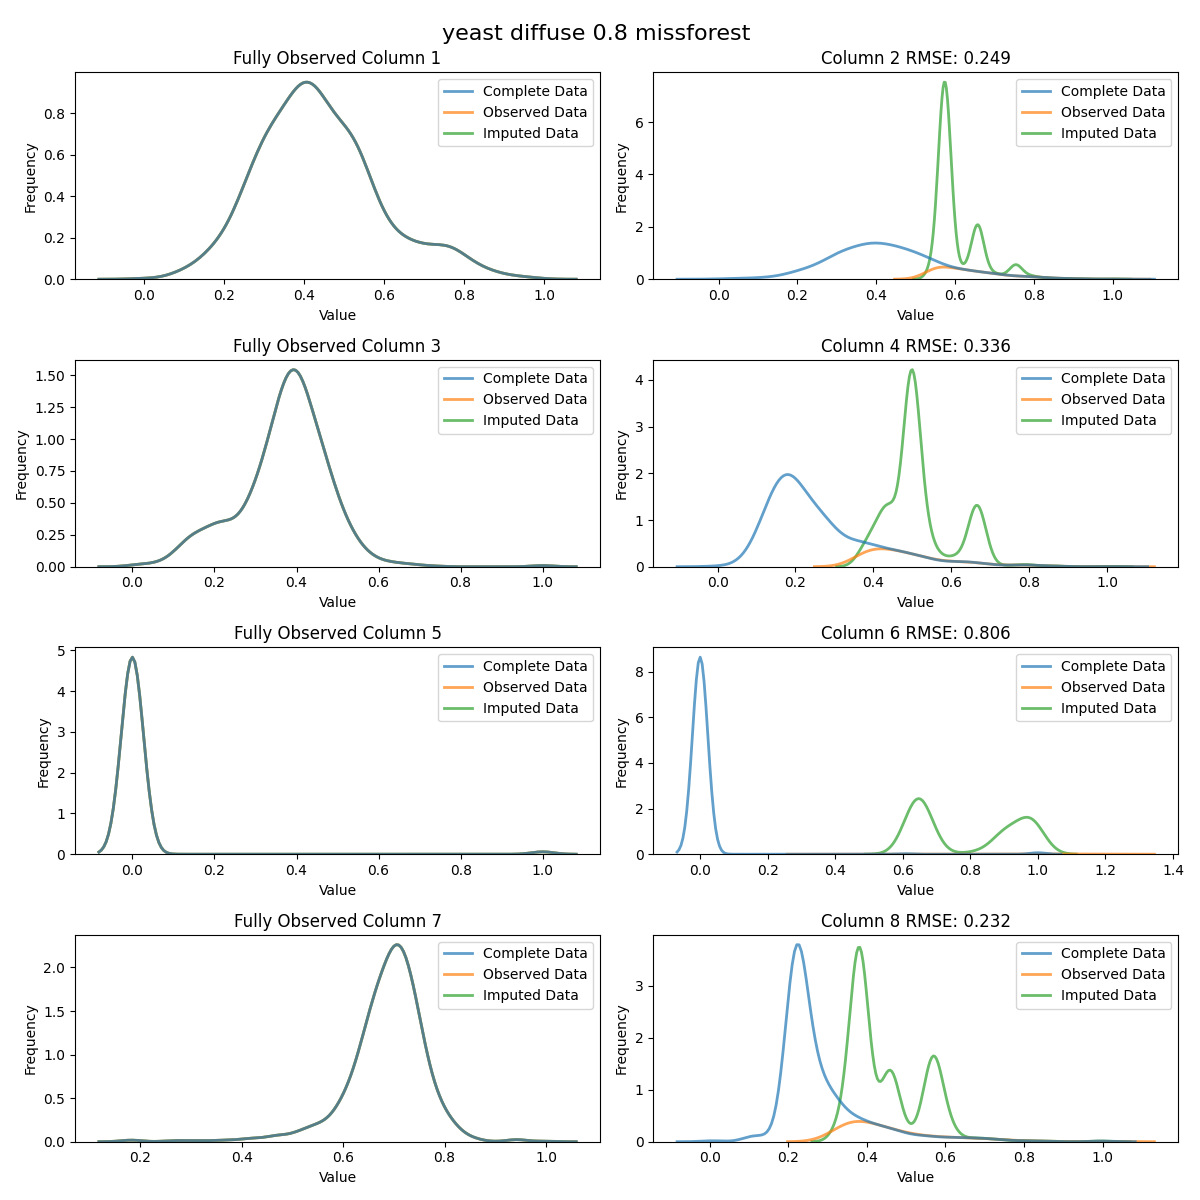 yeast diffuse 0.8 missforest
Fully Observed Column 1
Complete Data
Observed Data
Imputed Data
Frequency
0.8
0.6
0.4
0.2
0.0
0.0 0.2 0.4 0.6 0.8 1.0
Value
Column 2 RMSE: 0.249
Complete Data
Observed Data
Imputed Data
Frequency
6
4
2
0
0.0 0.2 0.4 0.6 0.8 1.0
Value
Fully Observed Column 3
Complete Data
Observed Data
Imputed Data
Frequency
1.50
1.25
1.00
0.75
0.50
0.25
0.00
0.0 0.2 0.4 0.6 0.8 1.0
Value
Column 4 RMSE: 0.336
Complete Data
Observed Data
Imputed Data
Frequency
4
3
2
1
0
0.0 0.2 0.4 0.6 0.8 1.0
Value
Fully Observed Column 5
Complete Data
Observed Data
Imputed Data
Frequency
5
4
3
2
1
0
0.0 0.2 0.4 0.6 0.8 1.0
Value
Column 6 RMSE: 0.806
Complete Data
Observed Data
Imputed Data
Frequency
8
6
4
2
0
0.0 0.2 0.4 0.6 0.8 1.0 1.2 1.4
Value
Fully Observed Column 7
Complete Data
Observed Data
Imputed Data
Frequency
2.0
1.5
1.0
0.5
0.0
0.2 0.4 0.6 0.8 1.0
Value
Column 8 RMSE: 0.232
Complete Data
Observed Data
Imputed Data
Frequency
3
2
1
0
0.0 0.2 0.4 0.6 0.8 1.0
Value